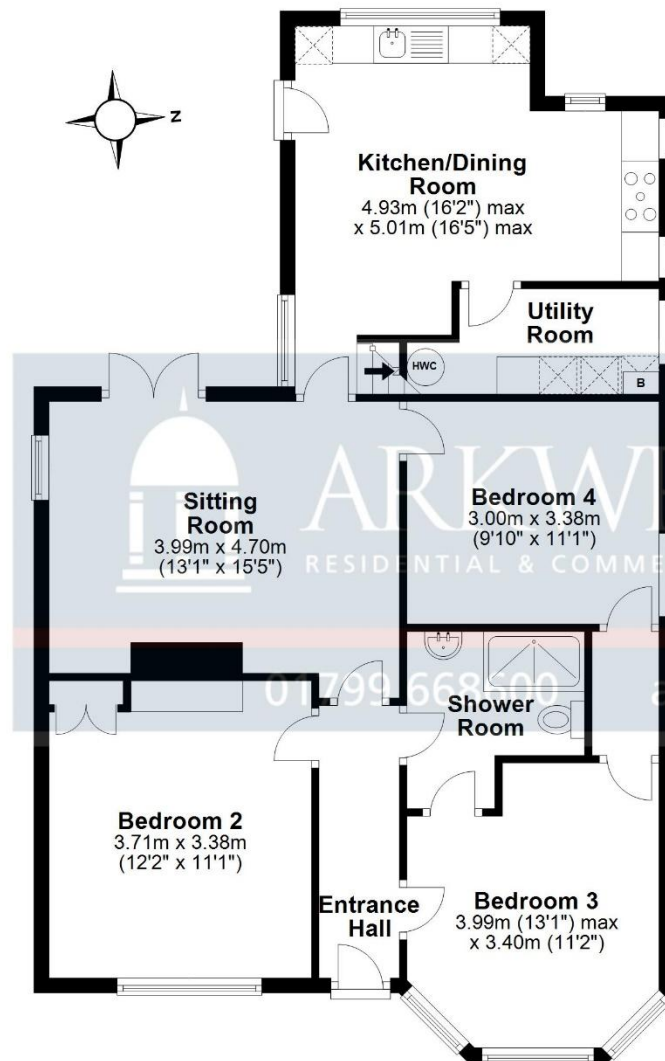 N
Kitchen/Dining
Room
4.93m (16'2") max
x 5.01m (16'5") max
Utility
Room
HWC
B
Sitting
Room
3.99m x 4.70m
(13'1" x 15'5")
Bedroom 4
3.00m x 3.38m
(9'10" x 11'1")
RESIDENTIAL & COMME
01799 668600
Shower
Room
Bedroom 2
3.71m x 3.38m
(12'2" x 11'1")
Entrance
Hall
Bedroom 3
3.99m (13'1") max
x 3.40m (11'2")